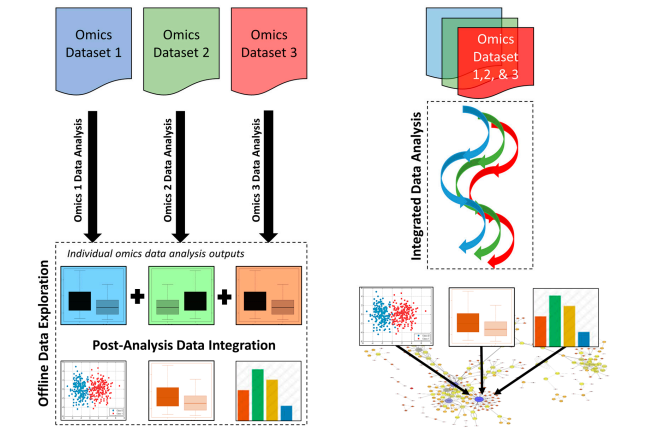 Omics
Dataset 1
Omics
Dataset 2
Omics
Dataset 3
Omics 1 Data Analysis
Omics 2 Data Analysis
Omics 3 Data Analysis
Offline Data Exploration
Individual omics data analysis outputs
Post-Analysis Data Integration
Omics
Dataset
1,2, & 3
Integrated Data Analysis